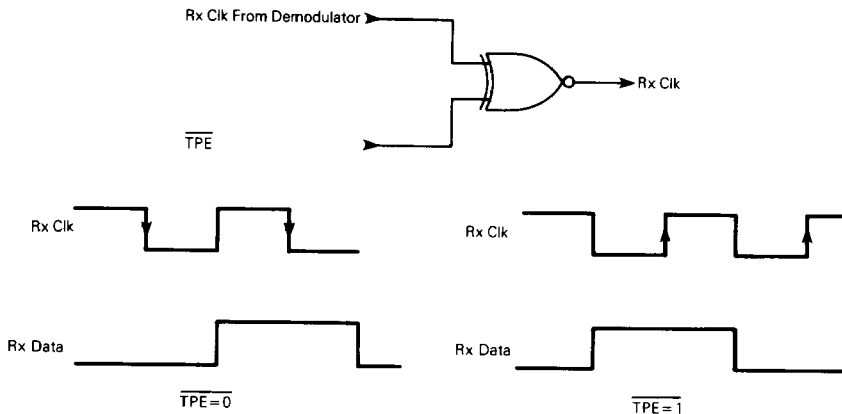 Rx Clk From Demodulator
Rx Clk
TPE
Rx Clk
Rx Clk
Rx Data
Rx Data
TPE=0
TPE=1